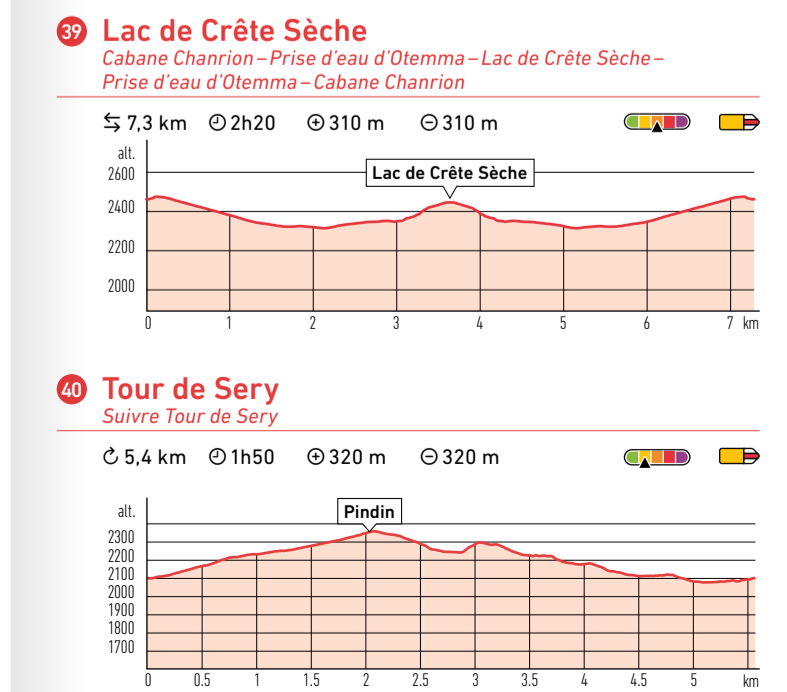 39 Lac de Crête Sèche
Cabane Chanrion – Prise d'eau d'Otemma – Lac de Crête Sèche –
Prise d'eau d'Otemma – Cabane Chanrion
7,3 km 2h20 310 m 310 m
alt.
2600
Lac de Crête Sèche
2400
2200
2000
0 1 2 3 4 5 6 7 km
40 Tour de Sery
Suivre Tour de Sery
5,4 km 1h50 320 m 320 m
alt.
Pindin
2300
2200
2100
2000
1900
1800
1700
0 0.5 1 1.5 2 2.5 3 3.5 4 4.5 5 km